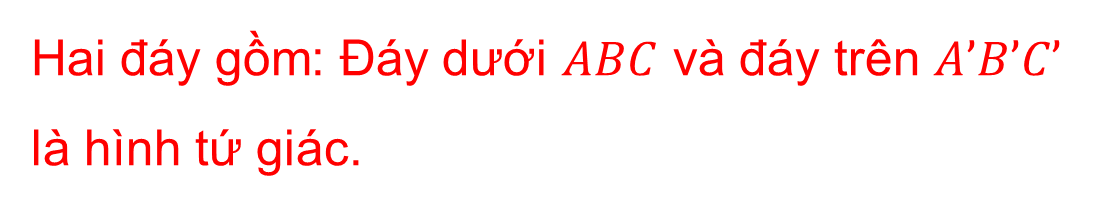 Hai đáy gồm: Đáy dưới ABC và đáy trên A’B’C’
là hình tứ giác.